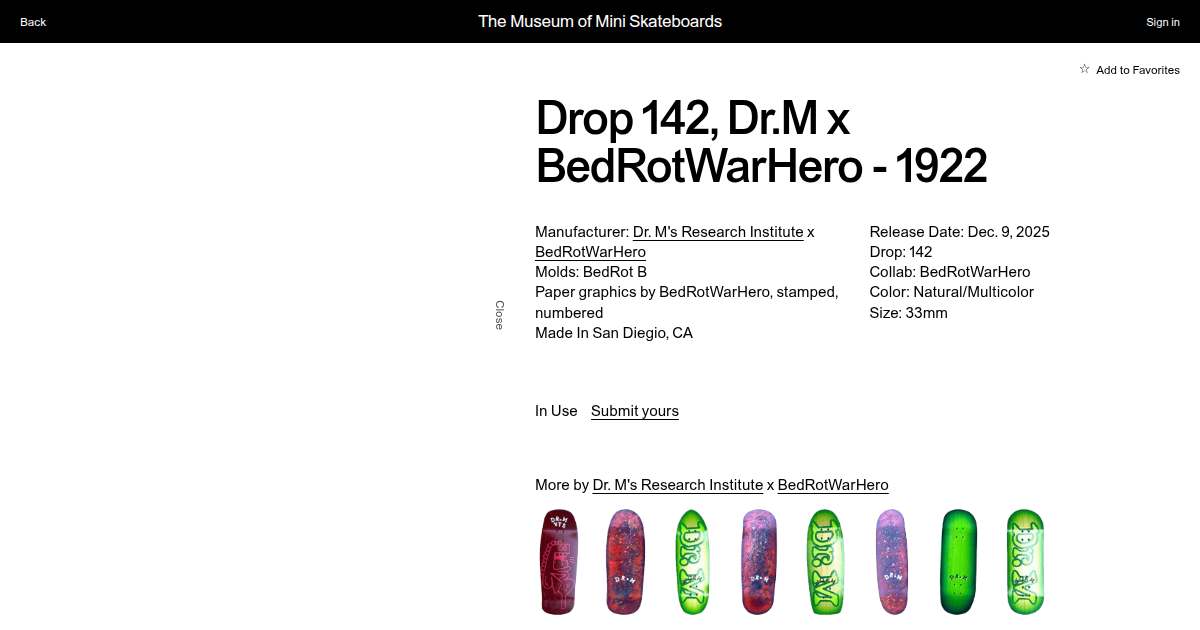 Back
The Museum of Mini Skateboards
Sign in
☆ Add to Favorites
Drop 142, Dr.M x
BedRotWarHero - 1922
Manufacturer: Dr. M's Research Institute x
BedRotWarHero
Molds: BedRot B
Paper graphics by BedRotWarHero, stamped,
numbered
Made In San Diegio, CA
Release Date: Dec. 9, 2025
Drop: 142
Collab: BedRotWarHero
Color: Natural/Multicolor
Size: 33mm
Close
In Use Submit yours
More by Dr. M's Research Institute x BedRotWarHero